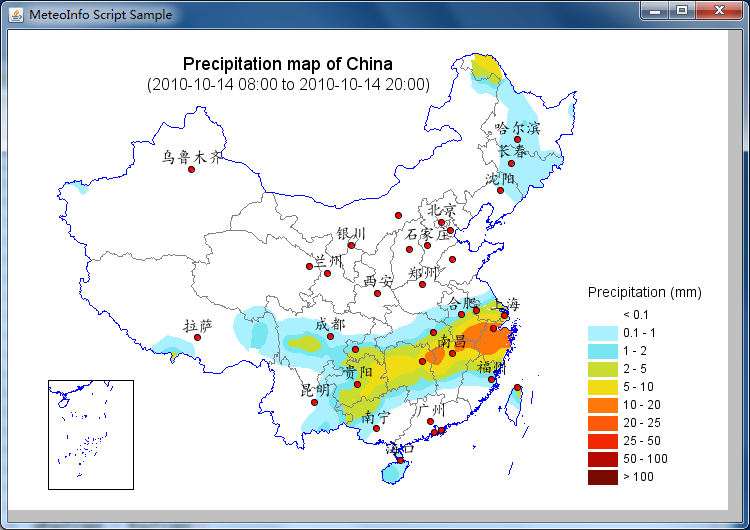 MeteoInfo Script Sample
Precipitation map of China
(2010-10-14 08:00 to 2010-10-14 20:00)
哈尔滨
长春
乌鲁木齐
沈阳
北京
银川
石家庄
兰州
西安
郑州
合肥
上海
拉萨
成都
南昌
贵阳
福州
昆明
广州
南宁
海口
Precipitation (mm)
< 0.1
0.1 - 1
1 - 2
2 - 5
5 - 10
10 - 20
20 - 25
25 - 50
50 - 100
> 100